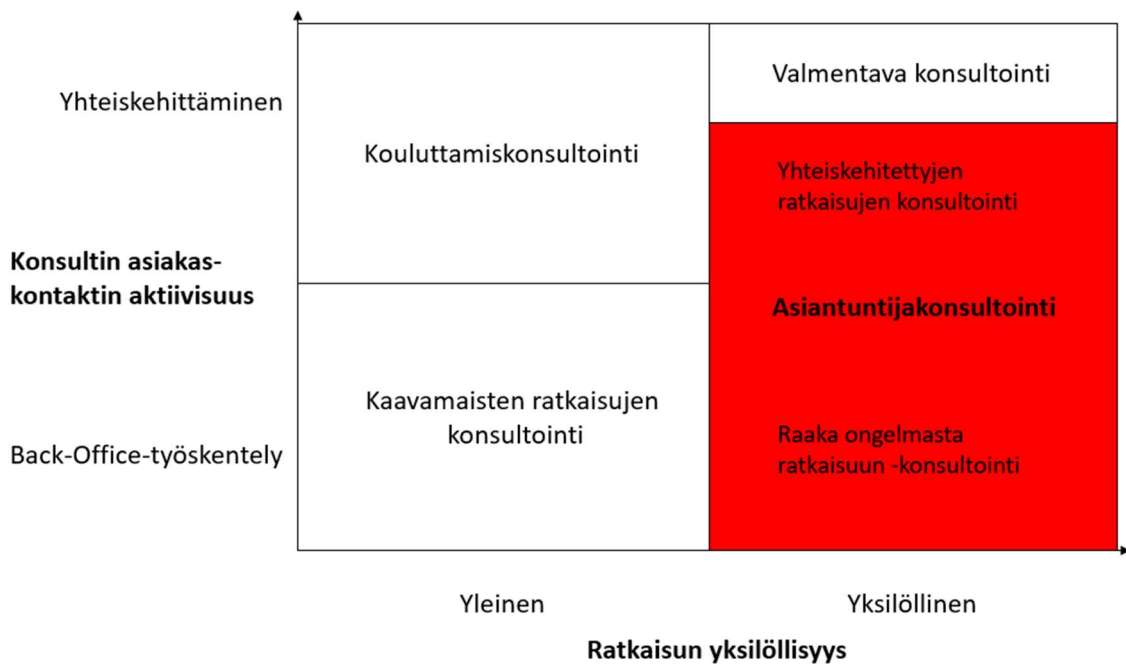 Yhteiskehittäminen
Konsultin asiakas-
kontaktin aktiivisuus
Back-Office-työskentely
Kouluttamiskonsultointi
Kaavamaisten ratkaisujen
konsultointi
Valmentava konsultointi
Yhteiskehitettyjen
ratkaisujen konsultointi
Asiantuntijakonsultointi
Raaka ongelmasta
ratkaisuun -konsultointi
Yleinen
Yksilöllinen
Ratkaisun yksilöllisyys